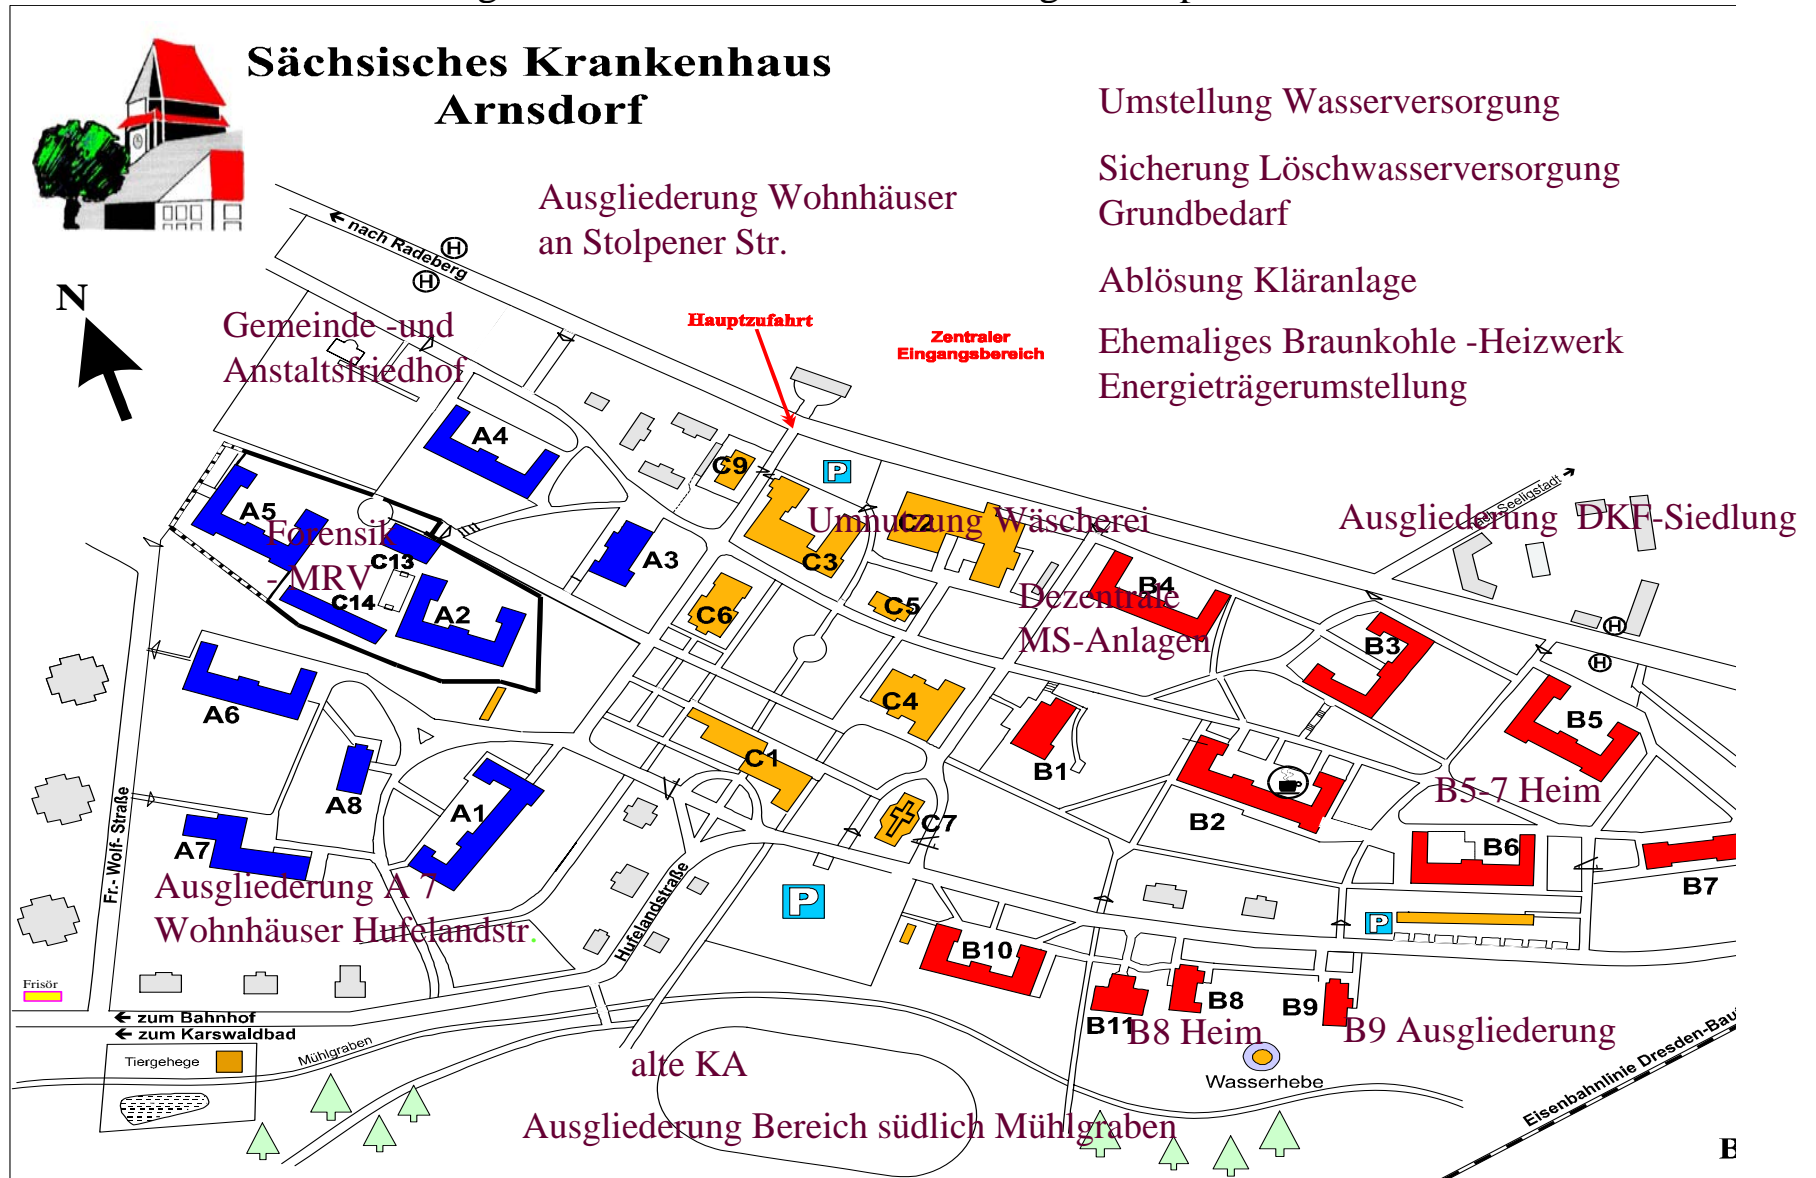 Sächsisches Krankenhaus
Arnsdorf
Umstellung Wasserversorgung
Sicherung Löschwasserversorgung
Grundbedarf
Ablösung Kläranlage
Ehemaliges Braunkohle -Heizwerk
Energieträgerumstellung
Ausgliederung Wohnhäuser
an Stolpener Str.
← nach Radeberg
H
H
N
Gemeinde -und
Anstaltsfriedhof
Hauptzufahrt
Zentraler
Eingangsbereich
A4
C9
P
A5
Forensik
- MRV
C13
C14
A2
A3
C3
Umnutzung Wäscherei
C2
C6
C5
Dezentrale
MS-Anlagen
B4
Ausgliederung DKF-Siedlung
nach Seeligstadt
B3
H
H
A6
C4
B5
A8
A1
C1
B1
B2
C7
B5-7 Heim
B6
B7
Fr.- Wolf- Straße
A7
Ausgliederung A 7
Wohnhäuser Hufelandstr.
Hufelandstraße
P
P
B10
B11
B8
B9
B8 Heim
B9 Ausgliederung
Frisör
← zum Bahnhof
← zum Karswaldbad
Tiergehege
Mühlgraben
alte KA
Wasserhebe
Ausgliederung Bereich südlich Mühlgraben
Eisenbahnlinie Dresden-Bau
B